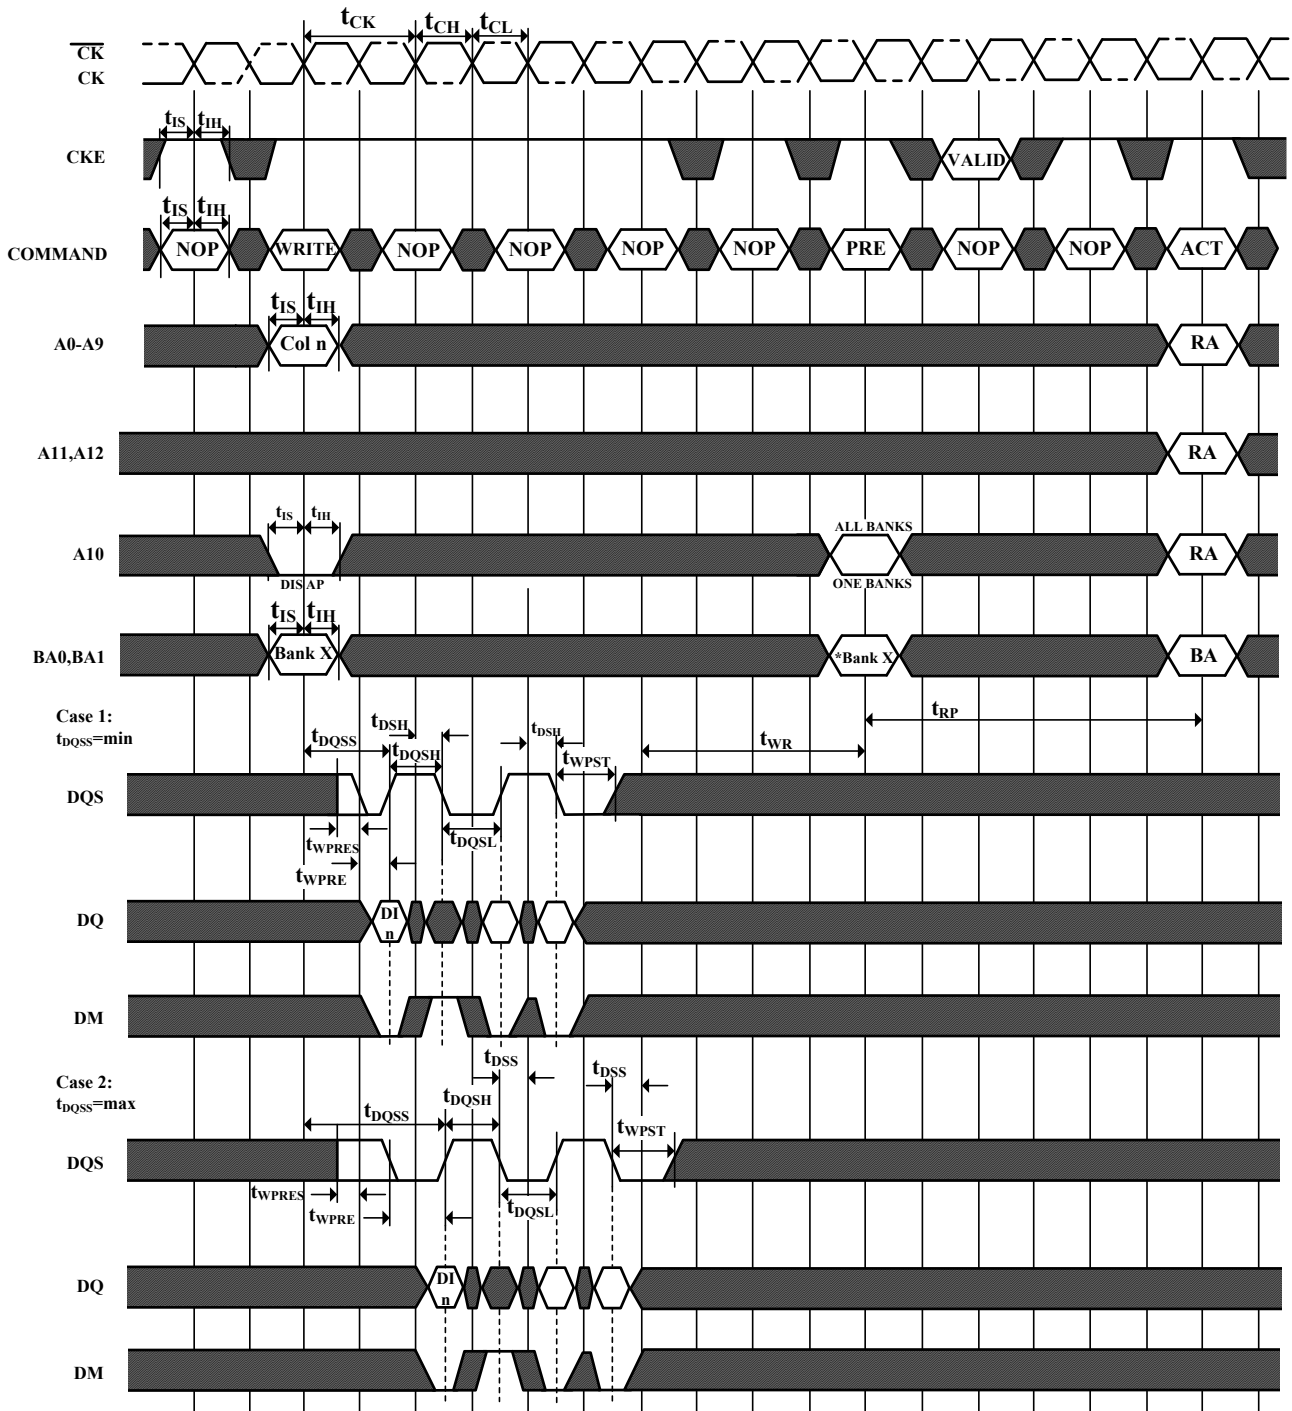 tCK tCH tCL
CK
CK
tIS tIH
CKE VALID
tIS tIH
COMMAND NOP WRITE NOP NOP NOP NOP PRE NOP NOP ACT
tIS tIH
A0-A9 Col n RA
A11,A12 RA
tIS tIH ALL BANKS
A10 RA
DIS AP ONE BANKS
tIS tIH
BA0,BA1 Bank X *Bank X BA
Case 1:
tDQSS=min
tDSH tDSH tRP
tDQSS tDQSH tWPST tWR
DQS
tWPRES tDQSL
tWPRE
DQ DI
n
DM
tDSS tDSS
Case 2:
tDQSS=max
tDQSS tDQSH tWPST
DQS
tWPRES tDQSL
tWPRE
DQ DI
n
DM